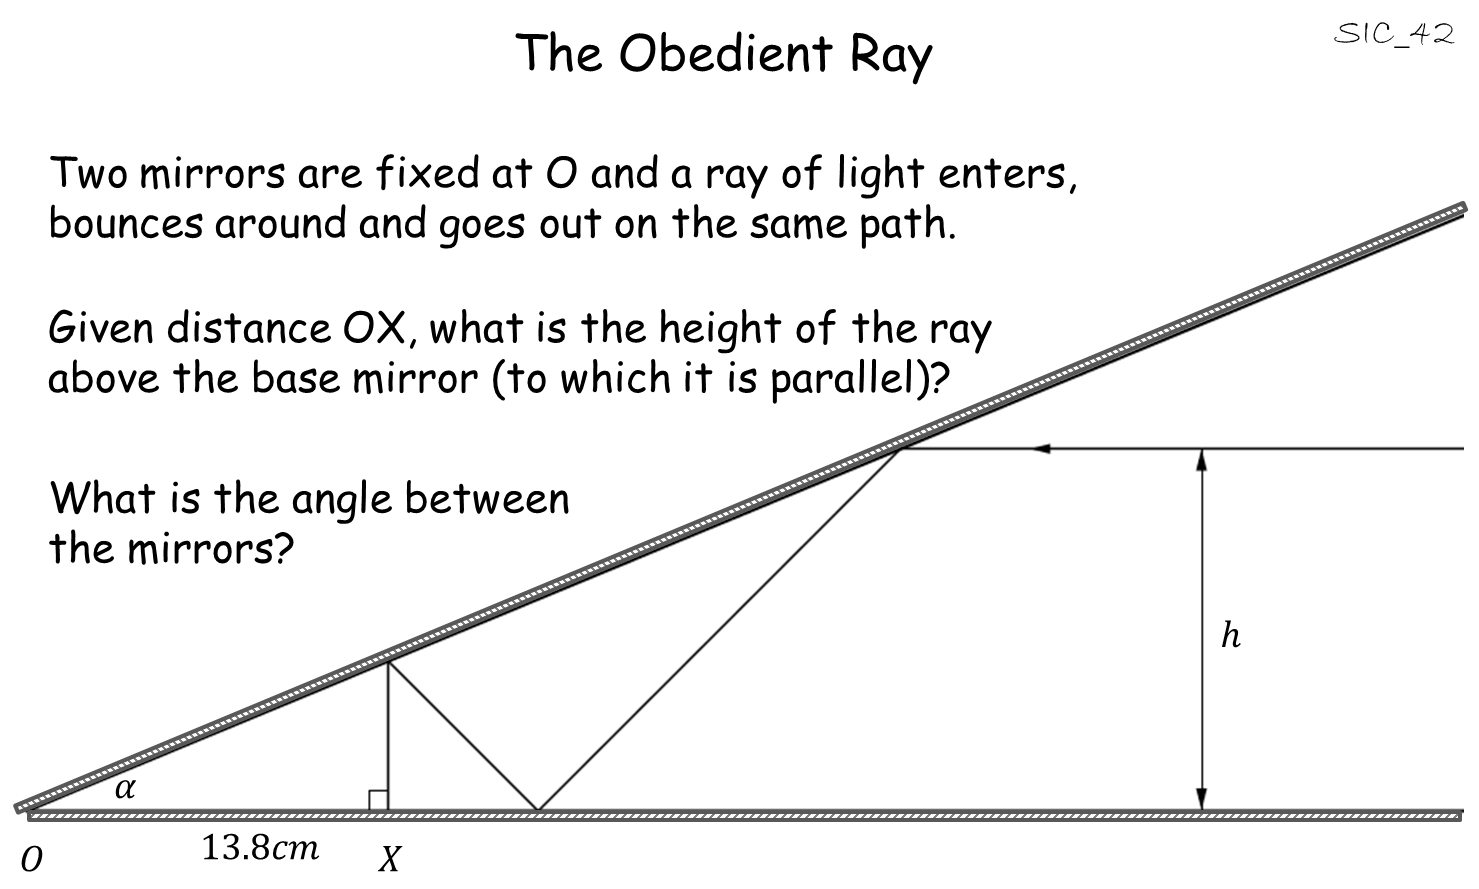 SIC_42
The Obedient Ray
Two mirrors are fixed at O and a ray of light enters,
bounces around and goes out on the same path.
Given distance OX, what is the height of the ray
above the base mirror (to which it is parallel)?
What is the angle between
the mirrors?
h
α
13.8cm
O
X